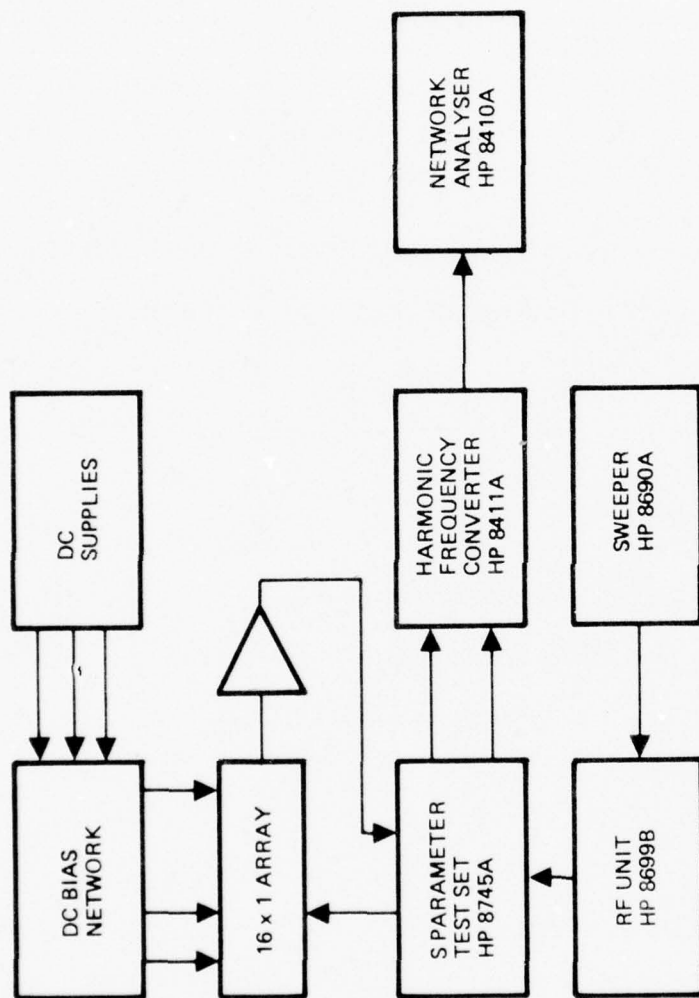 DC BIAS
NETWORK
DC
SUPPLIES
16 x 1 ARRAY
S PARAMETER
TEST SET
HP 8745A
HARMONIC
FREQUENCY
CONVERTER
HP 8411A
NETWORK
ANALYSER
HP 8410A
RF UNIT
HP 8699B
SWEEPER
HP 8690A